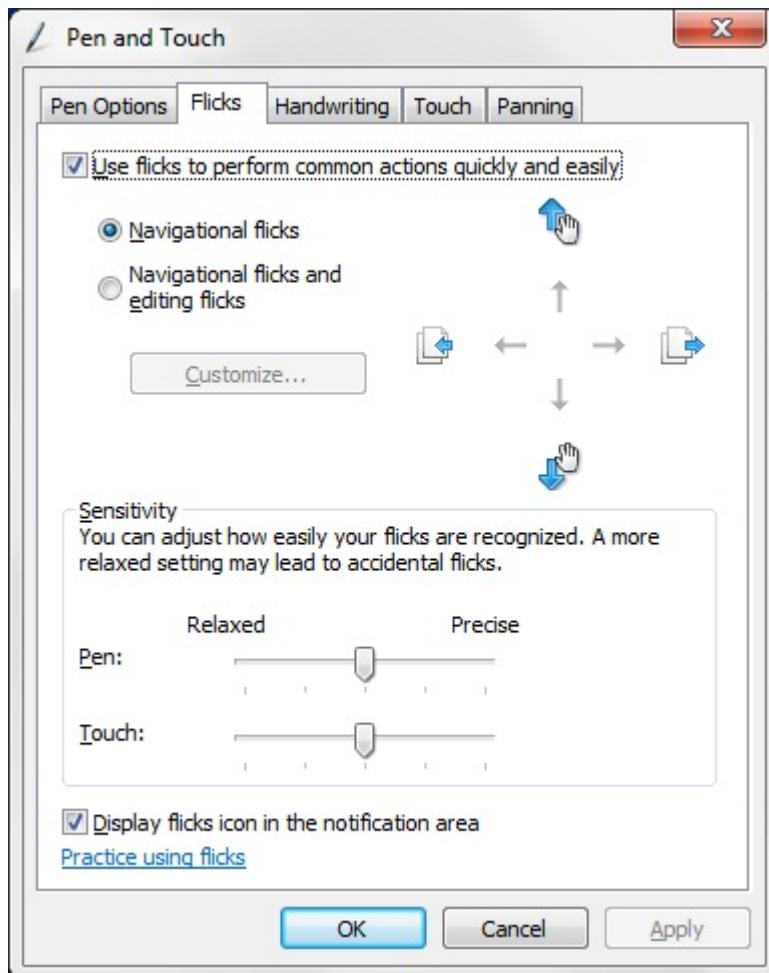 Pen and Touch
Pen Options Flicks Handwriting Touch Panning
Use flicks to perform common actions quickly and easily
Navigational flicks
Navigational flicks and
editing flicks
Customize...
Sensitivity
You can adjust how easily your flicks are recognized. A more
relaxed setting may lead to accidental flicks.
Relaxed Precise
Pen:
Touch:
Display flicks icon in the notification area
Practice using flicks
OK Cancel Apply